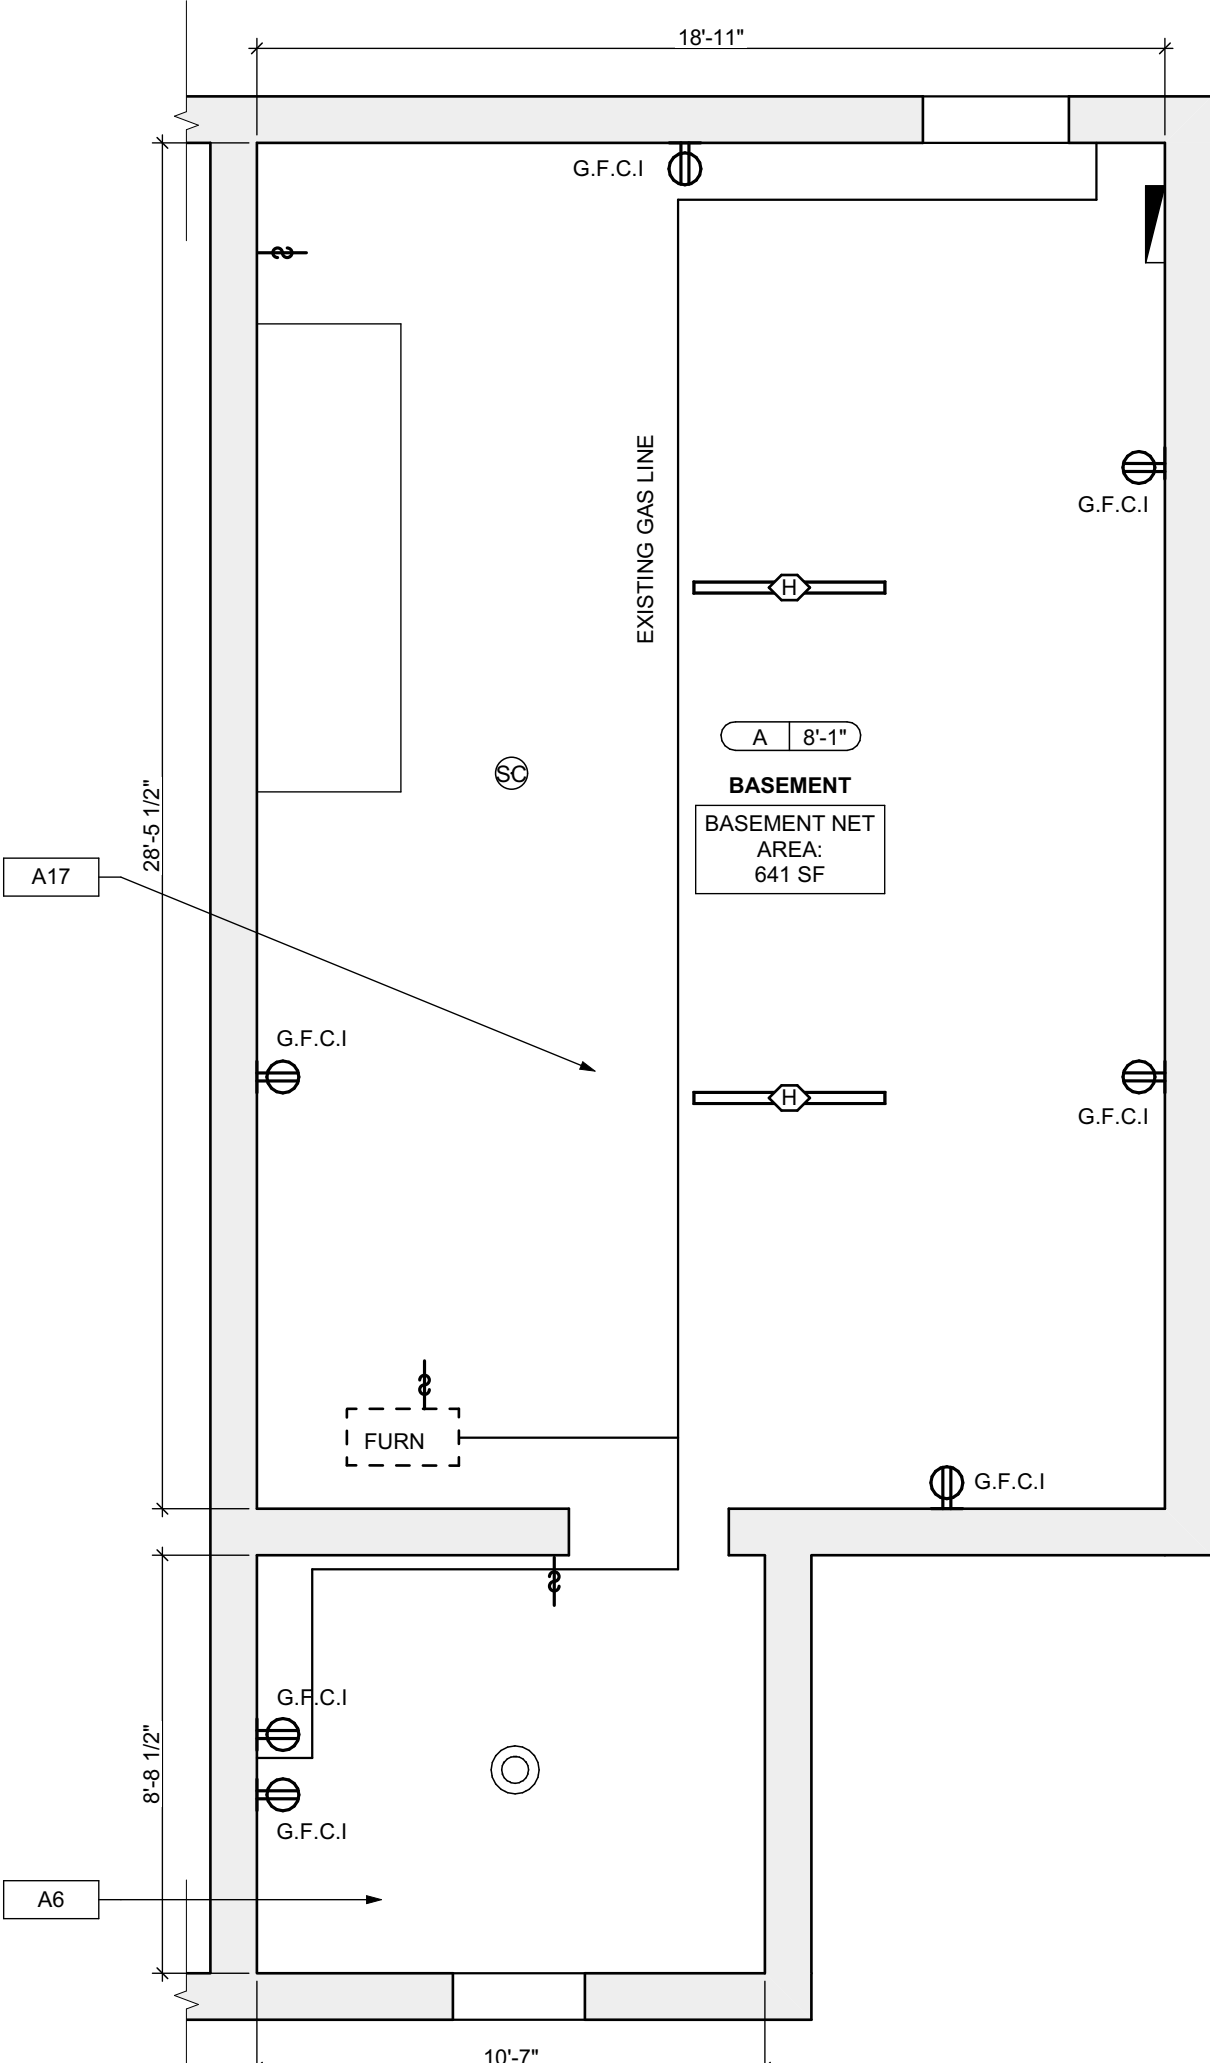 18'-11"
G.F.C.I
EXISTING GAS LINE
G.F.C.I
H
A 8'-1"
BASEMENT
SC
BASEMENT NET
AREA:
641 SF
28'-5 1/2"
A17
G.F.C.I
H
G.F.C.I
FURN
G.F.C.I
G.F.C.I
8'-8 1/2"
G.F.C.I
A6
10'-7"